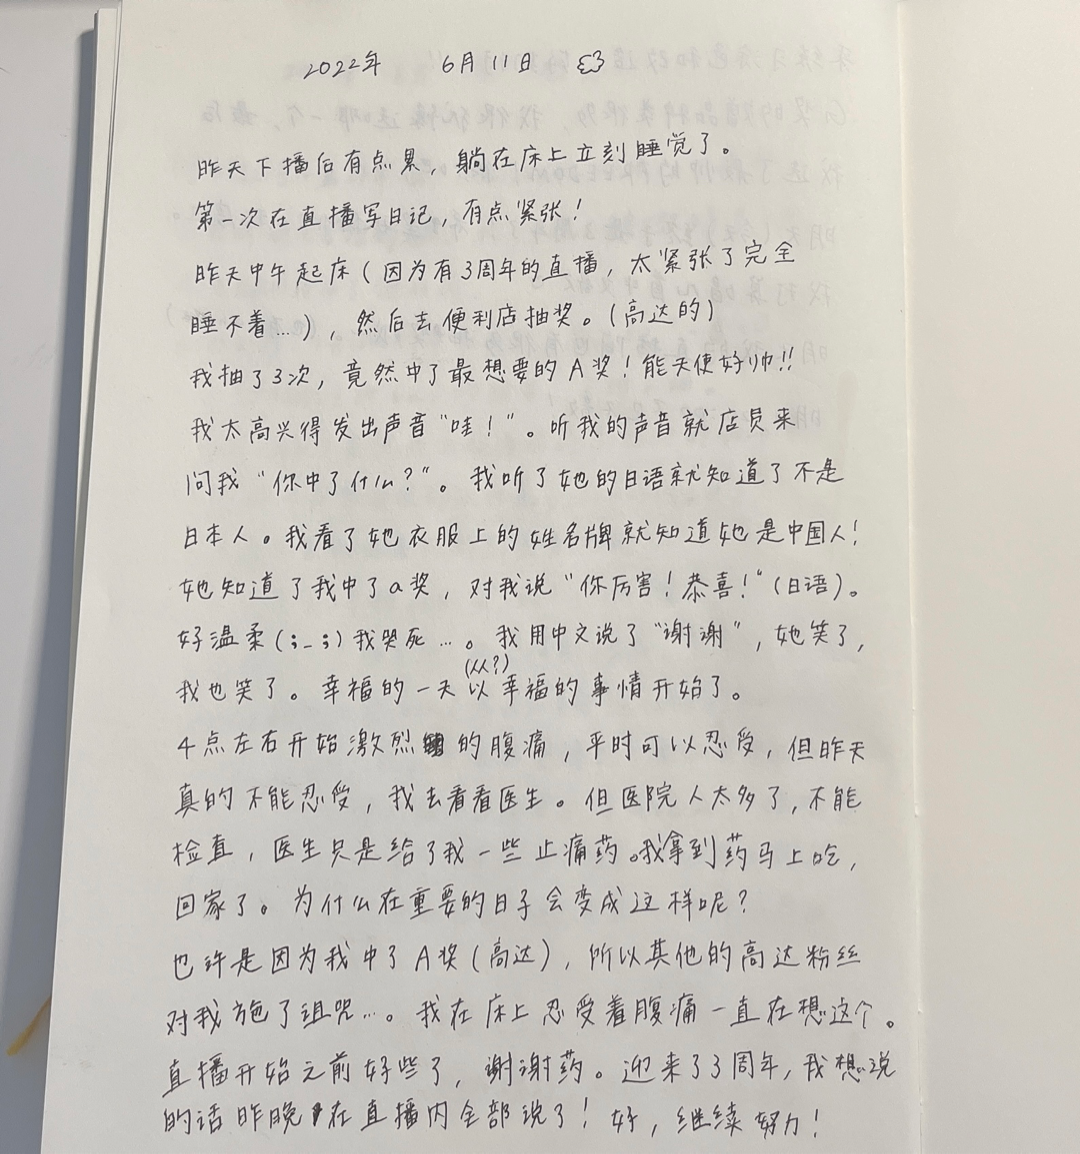 2022年 6月11日 ε3
昨天下播后有点累，躺在床上立刻睡觉了。
第一次在直播写日记，有点紧张！
昨天中午起床（因为有3周年的直播，太紧张了完全
睡不着…），然后去便利店抽奖。（高达的）
我抽了3次，竟然中了最想要的A奖！能天使好帅!!
我太高兴得发出声音“哇！”。听我的声音就店员来
问我“你中了什么？”。我听了她的日语就知道了不是
日本人。我看了她衣服上的姓名牌就知道她是中国人！
她知道了我中了a奖，对我说“你厉害！恭喜！”（日语）。
好温柔(;_;)我哭死…。我用中文说了“谢谢”，她笑了，
(从?)
我也笑了。幸福的一天以幸福的事情开始了。
4点左右开始激烈的腹痛，平时可以忍受，但昨天
真的不能忍受，我去看看医生。但医院人太多了，不能
检直，医生只是给了我一些止痛药。我拿到药马上吃，
回家了。为什么在重要的日子会变成这样呢？
也许是因为我中了A奖（高达），所以其他的高达粉丝
对我施了诅咒…。我在床上忍受着腹痛一直在想这个。
直播开始之前好些了，谢谢药。迎来了3周年，我想说
的话昨晚在直播内全部说了！好，继续努力！